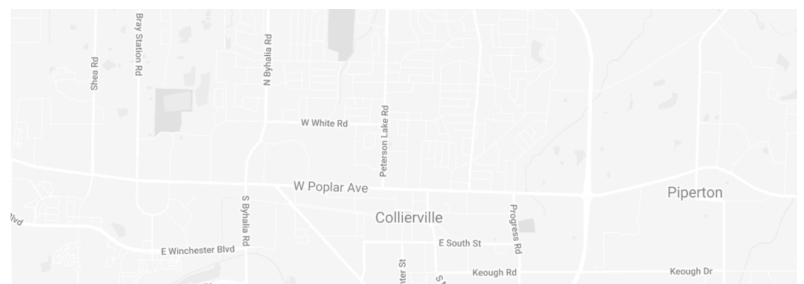 Shea Rd
Bray Station Rd
N Byhalia Rd
W White Rd
Peterson Lake Rd
W Poplar Ave
Piperton
Collierville
S Byhalia Rd
Progress Rd
E Winchester Blvd
E South St
Keough Rd
Keough Dr